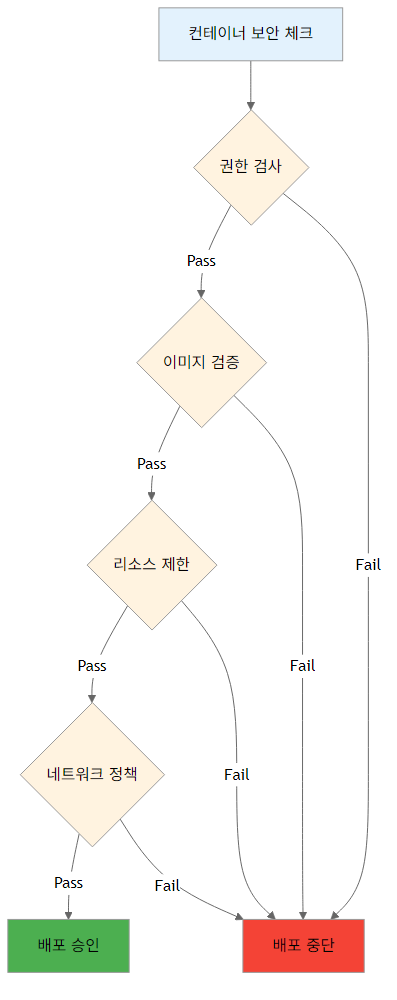 컨테이너 보안 체크
권한 검사
Pass
이미지 검증
Pass
리소스 제한
Fail
Pass
Fail
네트워크 정책
Fail
Pass
Fail
배포 승인
배포 중단